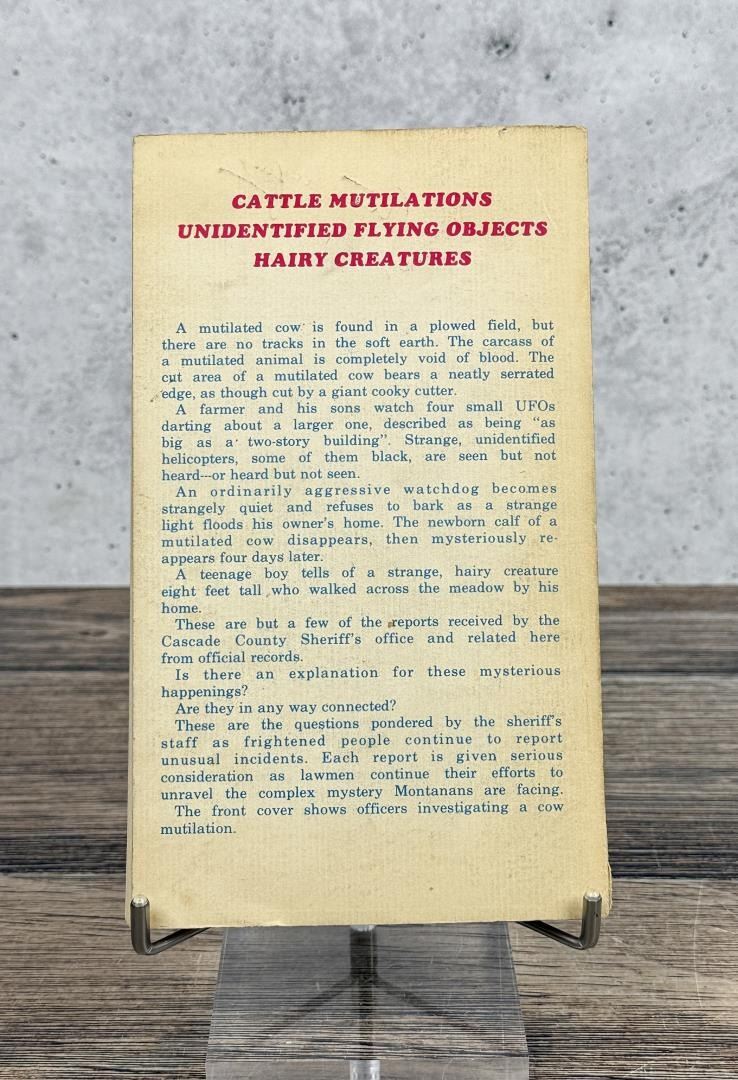 CATTLE MUTILATIONS
UNIDENTIFIED FLYING OBJECTS
HAIRY CREATURES
A mutilated cow is found in a plowed field, but
there are no tracks in the soft earth. The carcass of
a mutilated animal is completely void of blood. The
cut area of a mutilated cow bears a neatly serrated
edge, as though cut by a giant cooky cutter.
A farmer and his sons watch four small UFOs
darting about a larger one, described as being "as
big as a two-story building". Strange, unidentified
helicopters, some of them black, are seen but not
heard---or heard but not seen.
An ordinarily aggressive watchdog becomes
strangely quiet and refuses to bark as a strange
light floods his owner's home. The newborn calf of a
mutilated cow disappears, then mysteriously re-
appears four days later.
A teenage boy tells of a strange, hairy creature
eight feet tall who walked across the meadow by his
home.
These are but a few of the reports received by the
Cascade County Sheriff's office and related here
from official records.
Is there an explanation for these mysterious
happenings?
Are they in any way connected?
These are the questions pondered by the sheriff's
staff as frightened people continue to report
unusual incidents. Each report is given serious
consideration as lawmen continue their efforts to
unravel the complex mystery Montanans are facing.
The front cover shows officers investigating a cow
mutilation.